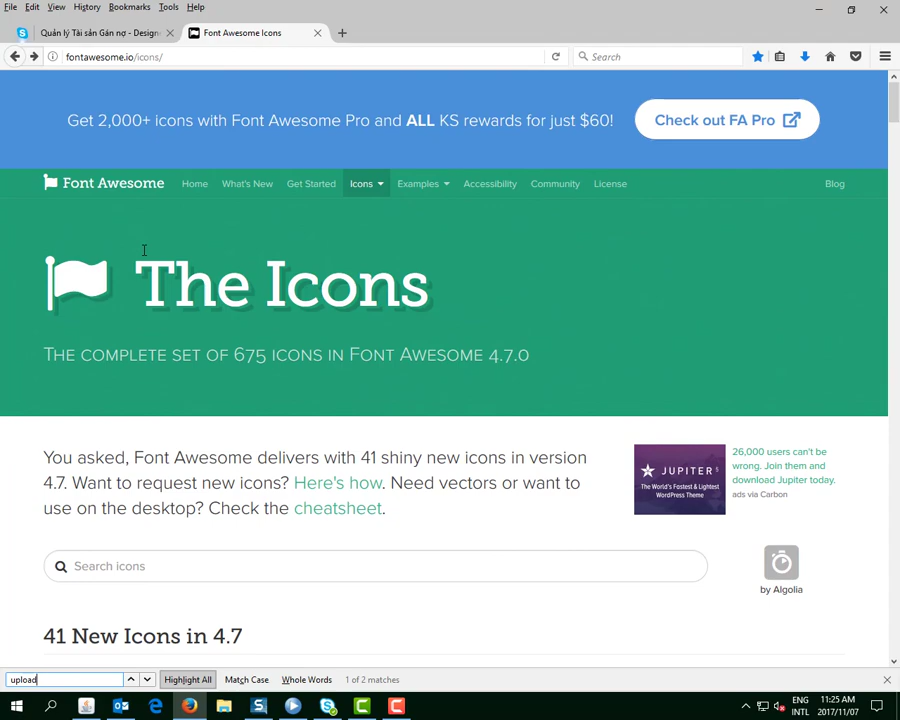 File Edit View History Bookmarks Tools Help
Quản lý Tài sản Gán nợ - Design
Font Awesome Icons
fontawesome.io/icons/
Search
Get 2,000+ icons with Font Awesome Pro and ALL KS rewards for just $60!
Check out FA Pro
Font Awesome Home What's New Get Started Icons Examples Accessibility Community License Blog
The Icons
The complete set of 675 icons in Font Awesome 4.7.0
You asked, Font Awesome delivers with 41 shiny new icons in version
4.7. Want to request new icons? Here's how. Need vectors or want to
use on the desktop? Check the cheatsheet.
JUPITER
The World's Fastest & Lightest
WordPress Theme
26,000 users can't be
wrong. Join them and
download Jupiter today.
ads via Carbon
Search icons
by Algolia
41 New Icons in 4.7
upload
Highlight All Match Case Whole Words 1 of 2 matches
ENG
INTL
11:25 AM
2017/11/07